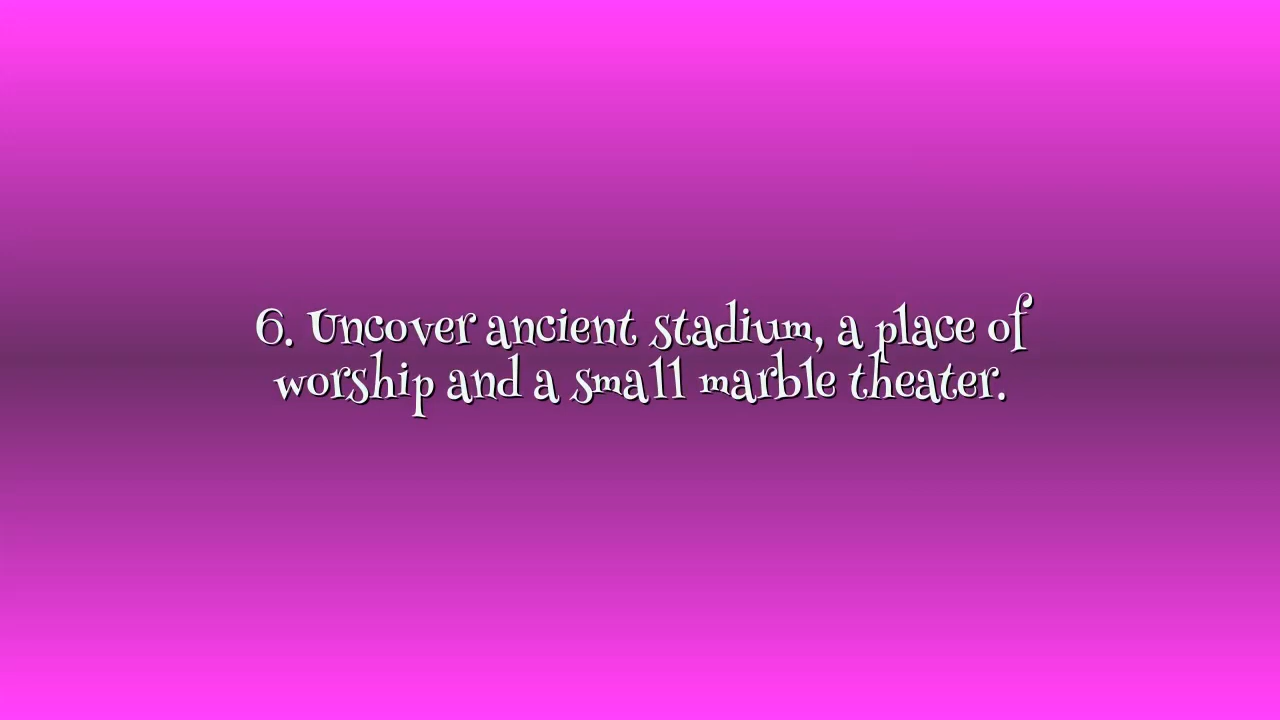 6. Uncover ancient stadium, a place of
worship and a small marble theater.